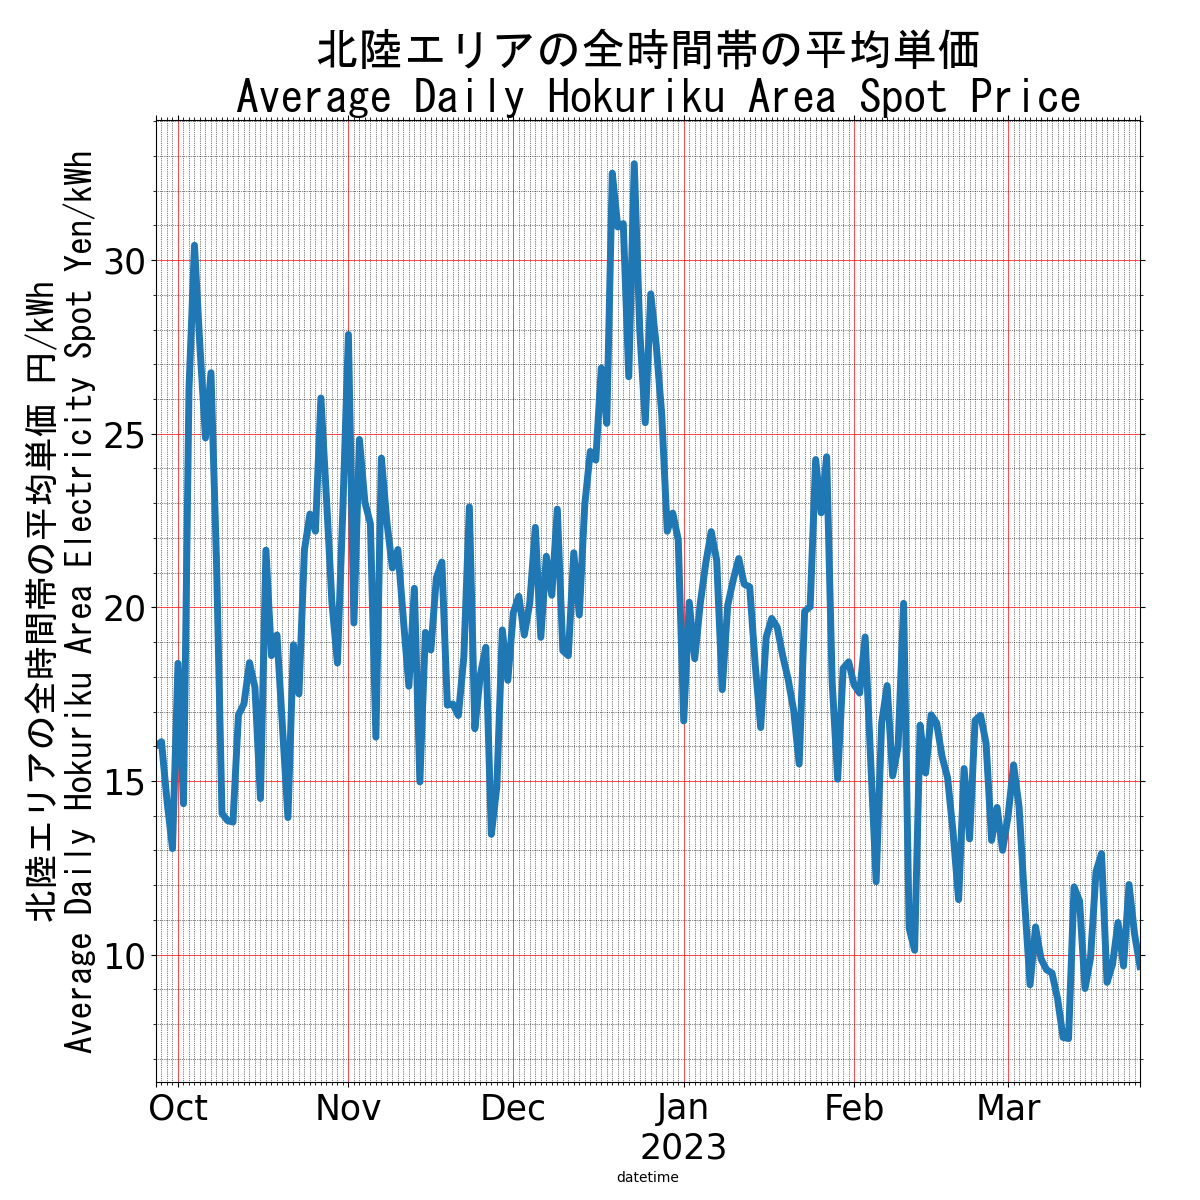 北陸エリアの全時間帯の平均単価
Average Daily Hokuriku Area Spot Price
北陸エリアの全時間帯の平均単価 円/kWh
Average Daily Hokuriku Area Electricity Spot Yen/kWh
30
25
20
15
10
Oct Nov Dec Jan Feb Mar
2023
datetime